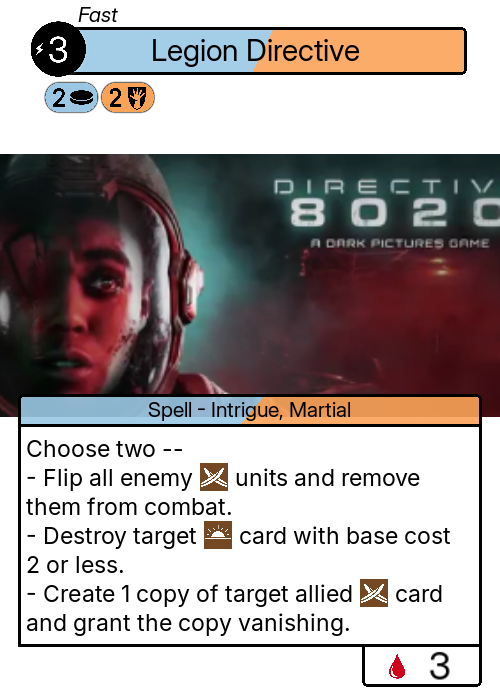 Fast
3 Legion Directive
2 2
DIRECTIV
8020
A DARK PICTURES GAME
Spell - Intrigue, Martial
Choose two --
- Flip all enemy units and remove
them from combat.
- Destroy target card with base cost
2 or less.
- Create 1 copy of target allied card
and grant the copy vanishing.
3